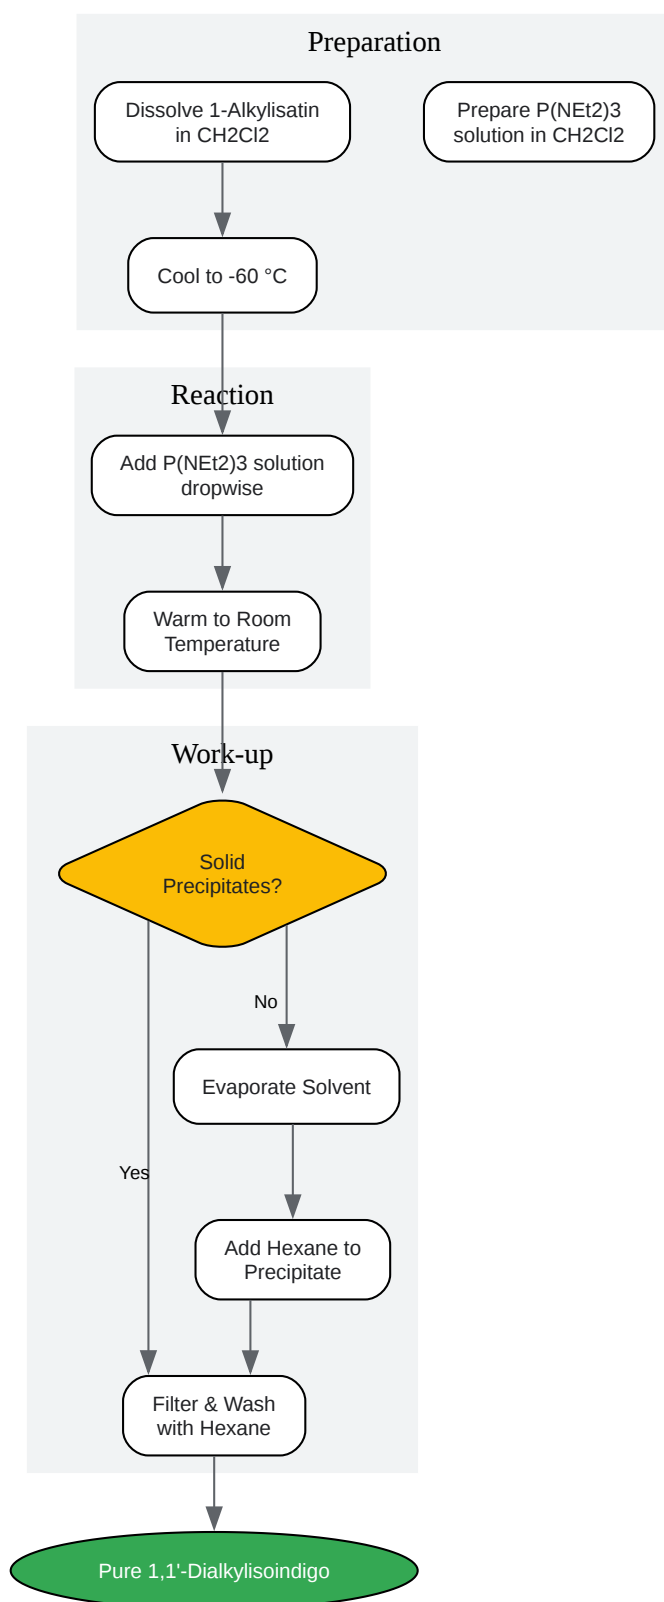 Preparation
Dissolve 1-Alkylisatin
in CH2Cl2
Prepare P(NEt2)3
solution in CH2Cl2
Cool to -60 °C
Reaction
Add P(NEt2)3 solution
dropwise
Warm to Room
Temperature
Work-up
Solid
Precipitates?
No
Evaporate Solvent
Yes
Add Hexane to
Precipitate
Filter & Wash
with Hexane
Pure 1,1'-Dialkylisoindigo